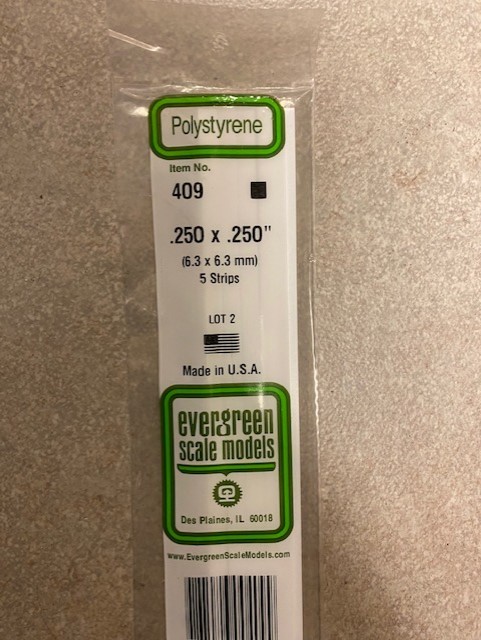 Polystyrene
Item No.
409
.250 x .250"
(6.3 x 6.3 mm)
5 Strips
LOT 2
Made in U.S.A.
evergreen
scale models
Des Plaines, IL 60018
www.EvergreenScaleModels.com